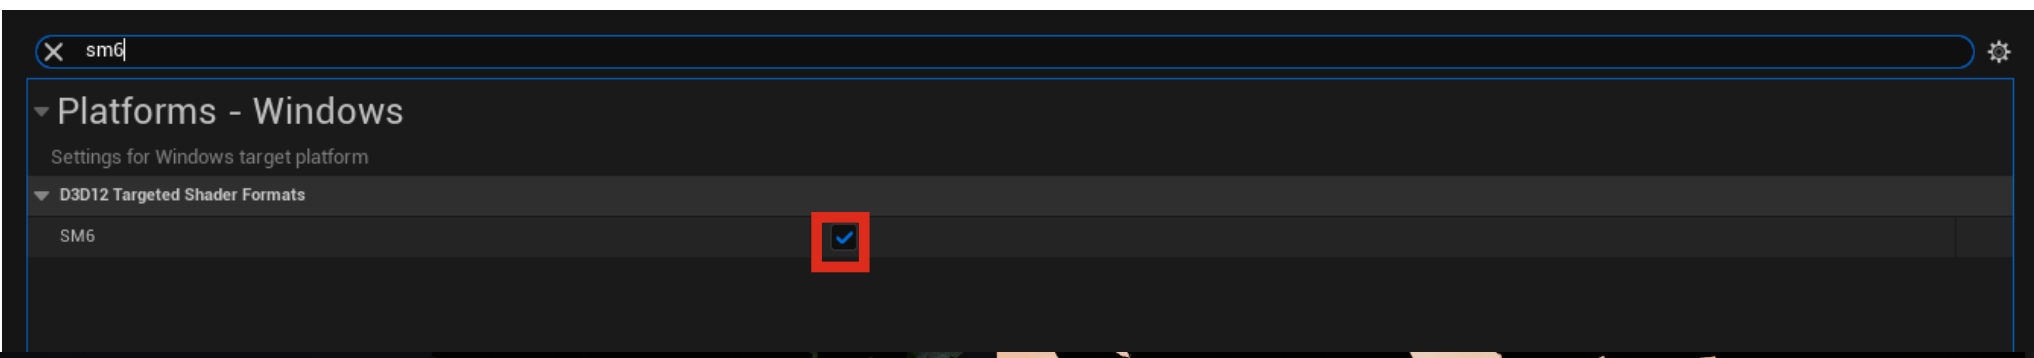 sm6
Platforms - Windows
Settings for Windows target platform
D3D12 Targeted Shader Formats
SM6